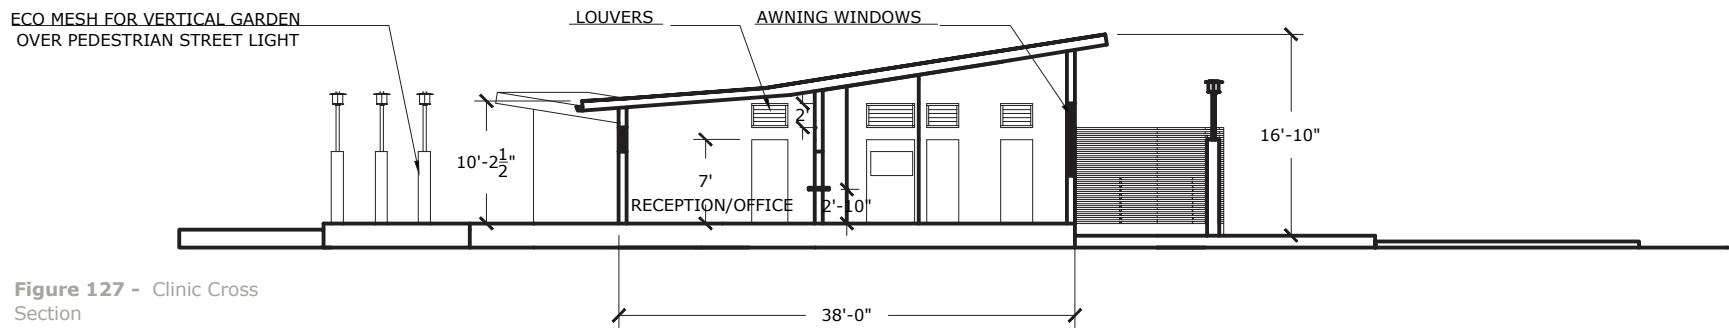 ECO MESH FOR VERTICAL GARDEN
OVER PEDESTRIAN STREET LIGHT
LOUVERS
AWNING WINDOWS
2'
16'-10"
10'-2½"
7'
RECEPTION/OFFICE
2'-10"
38'-0"
Figure 127 - Clinic Cross
Section